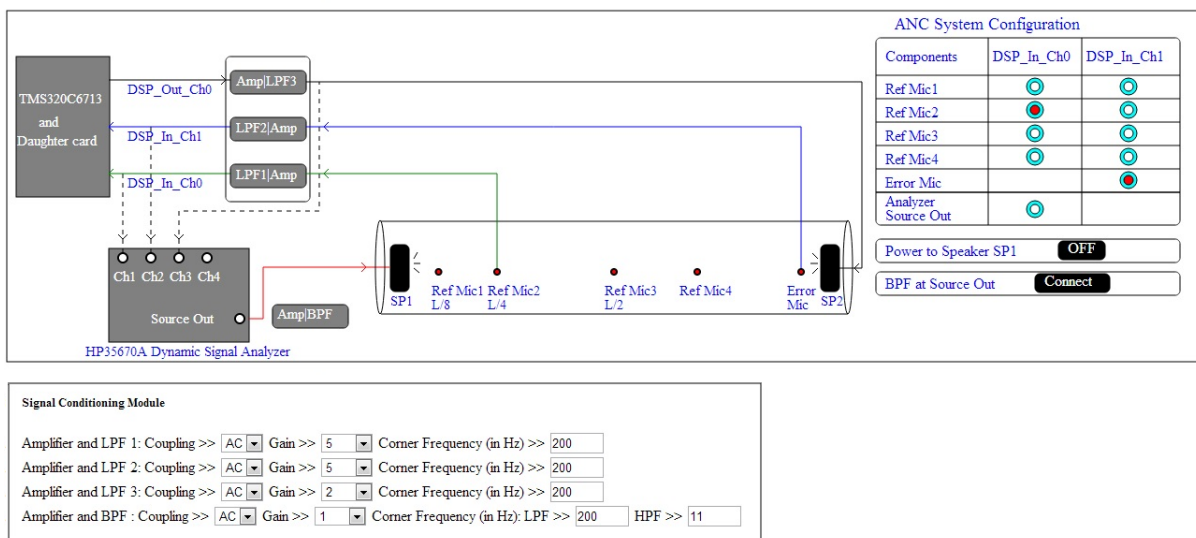 ANC System Configuration
Components DSP_In_Ch0 DSP_In_Ch1
Ref Mic1
Ref Mic2
Ref Mic3
Ref Mic4
Error Mic
Analyzer
Source Out
Power to Speaker SP1 OFF
BPF at Source Out Connect
TMS320C6713
and
Daughter card
DSP_Out_Ch0
Amp|LPF3
DSP_In_Ch1
LPF2|Amp
DSP_In_Ch0
LPF1|Amp
Ch1 Ch2 Ch3 Ch4
Source Out
HP35670A Dynamic Signal Analyzer
Amp|BPF
SP1
Ref Mic1
L/8
Ref Mic2
L/4
Ref Mic3
L/2
Ref Mic4
Error
Mic
SP2
Signal Conditioning Module
Amplifier and LPF 1: Coupling >> AC Gain >> 5 Corner Frequency (in Hz) >> 200
Amplifier and LPF 2: Coupling >> AC Gain >> 5 Corner Frequency (in Hz) >> 200
Amplifier and LPF 3: Coupling >> AC Gain >> 2 Corner Frequency (in Hz) >> 200
Amplifier and BPF : Coupling >> AC Gain >> 1 Corner Frequency (in Hz): LPF >> 200 HPF >> 11